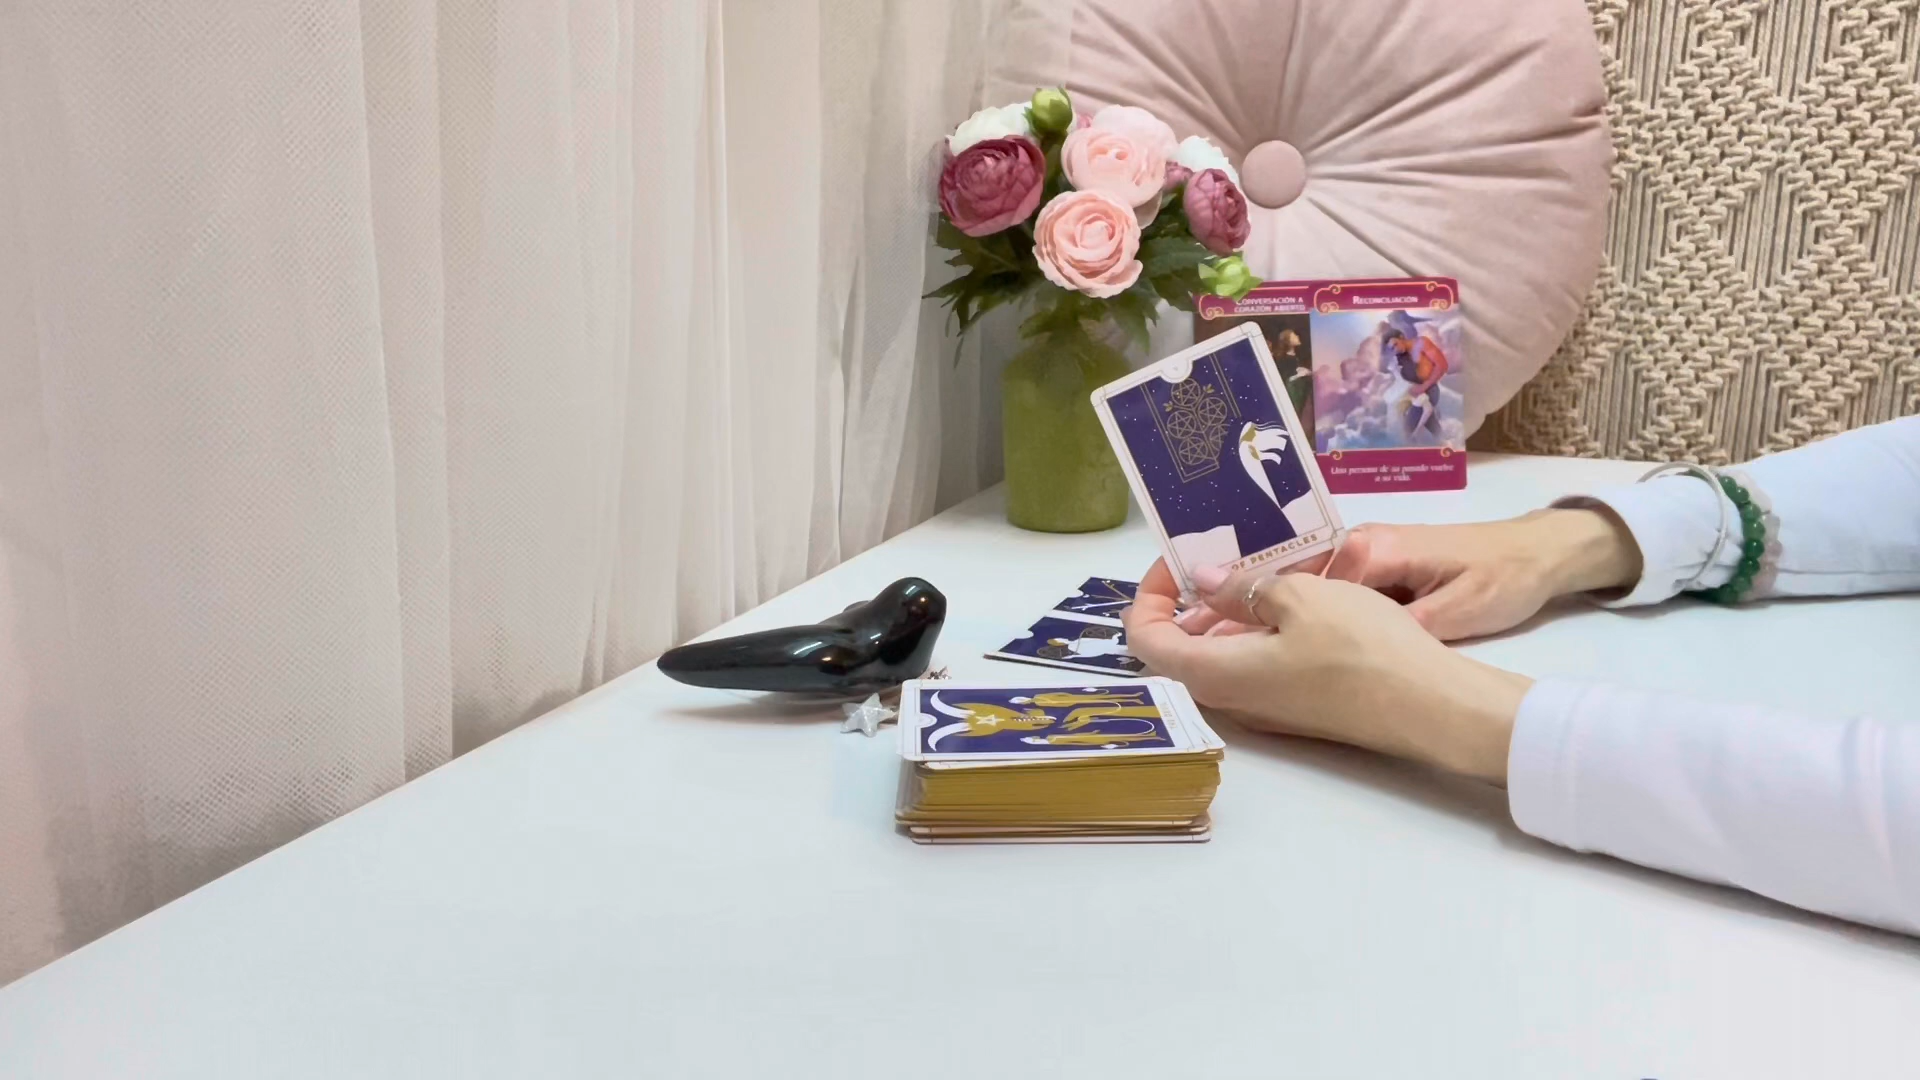 CONVERSACIÓN A
CORAZÓN ABIERTO
RECONCILIACIÓN
Una persona de su pasado vuelve
a su vida.
OF PENTACLES